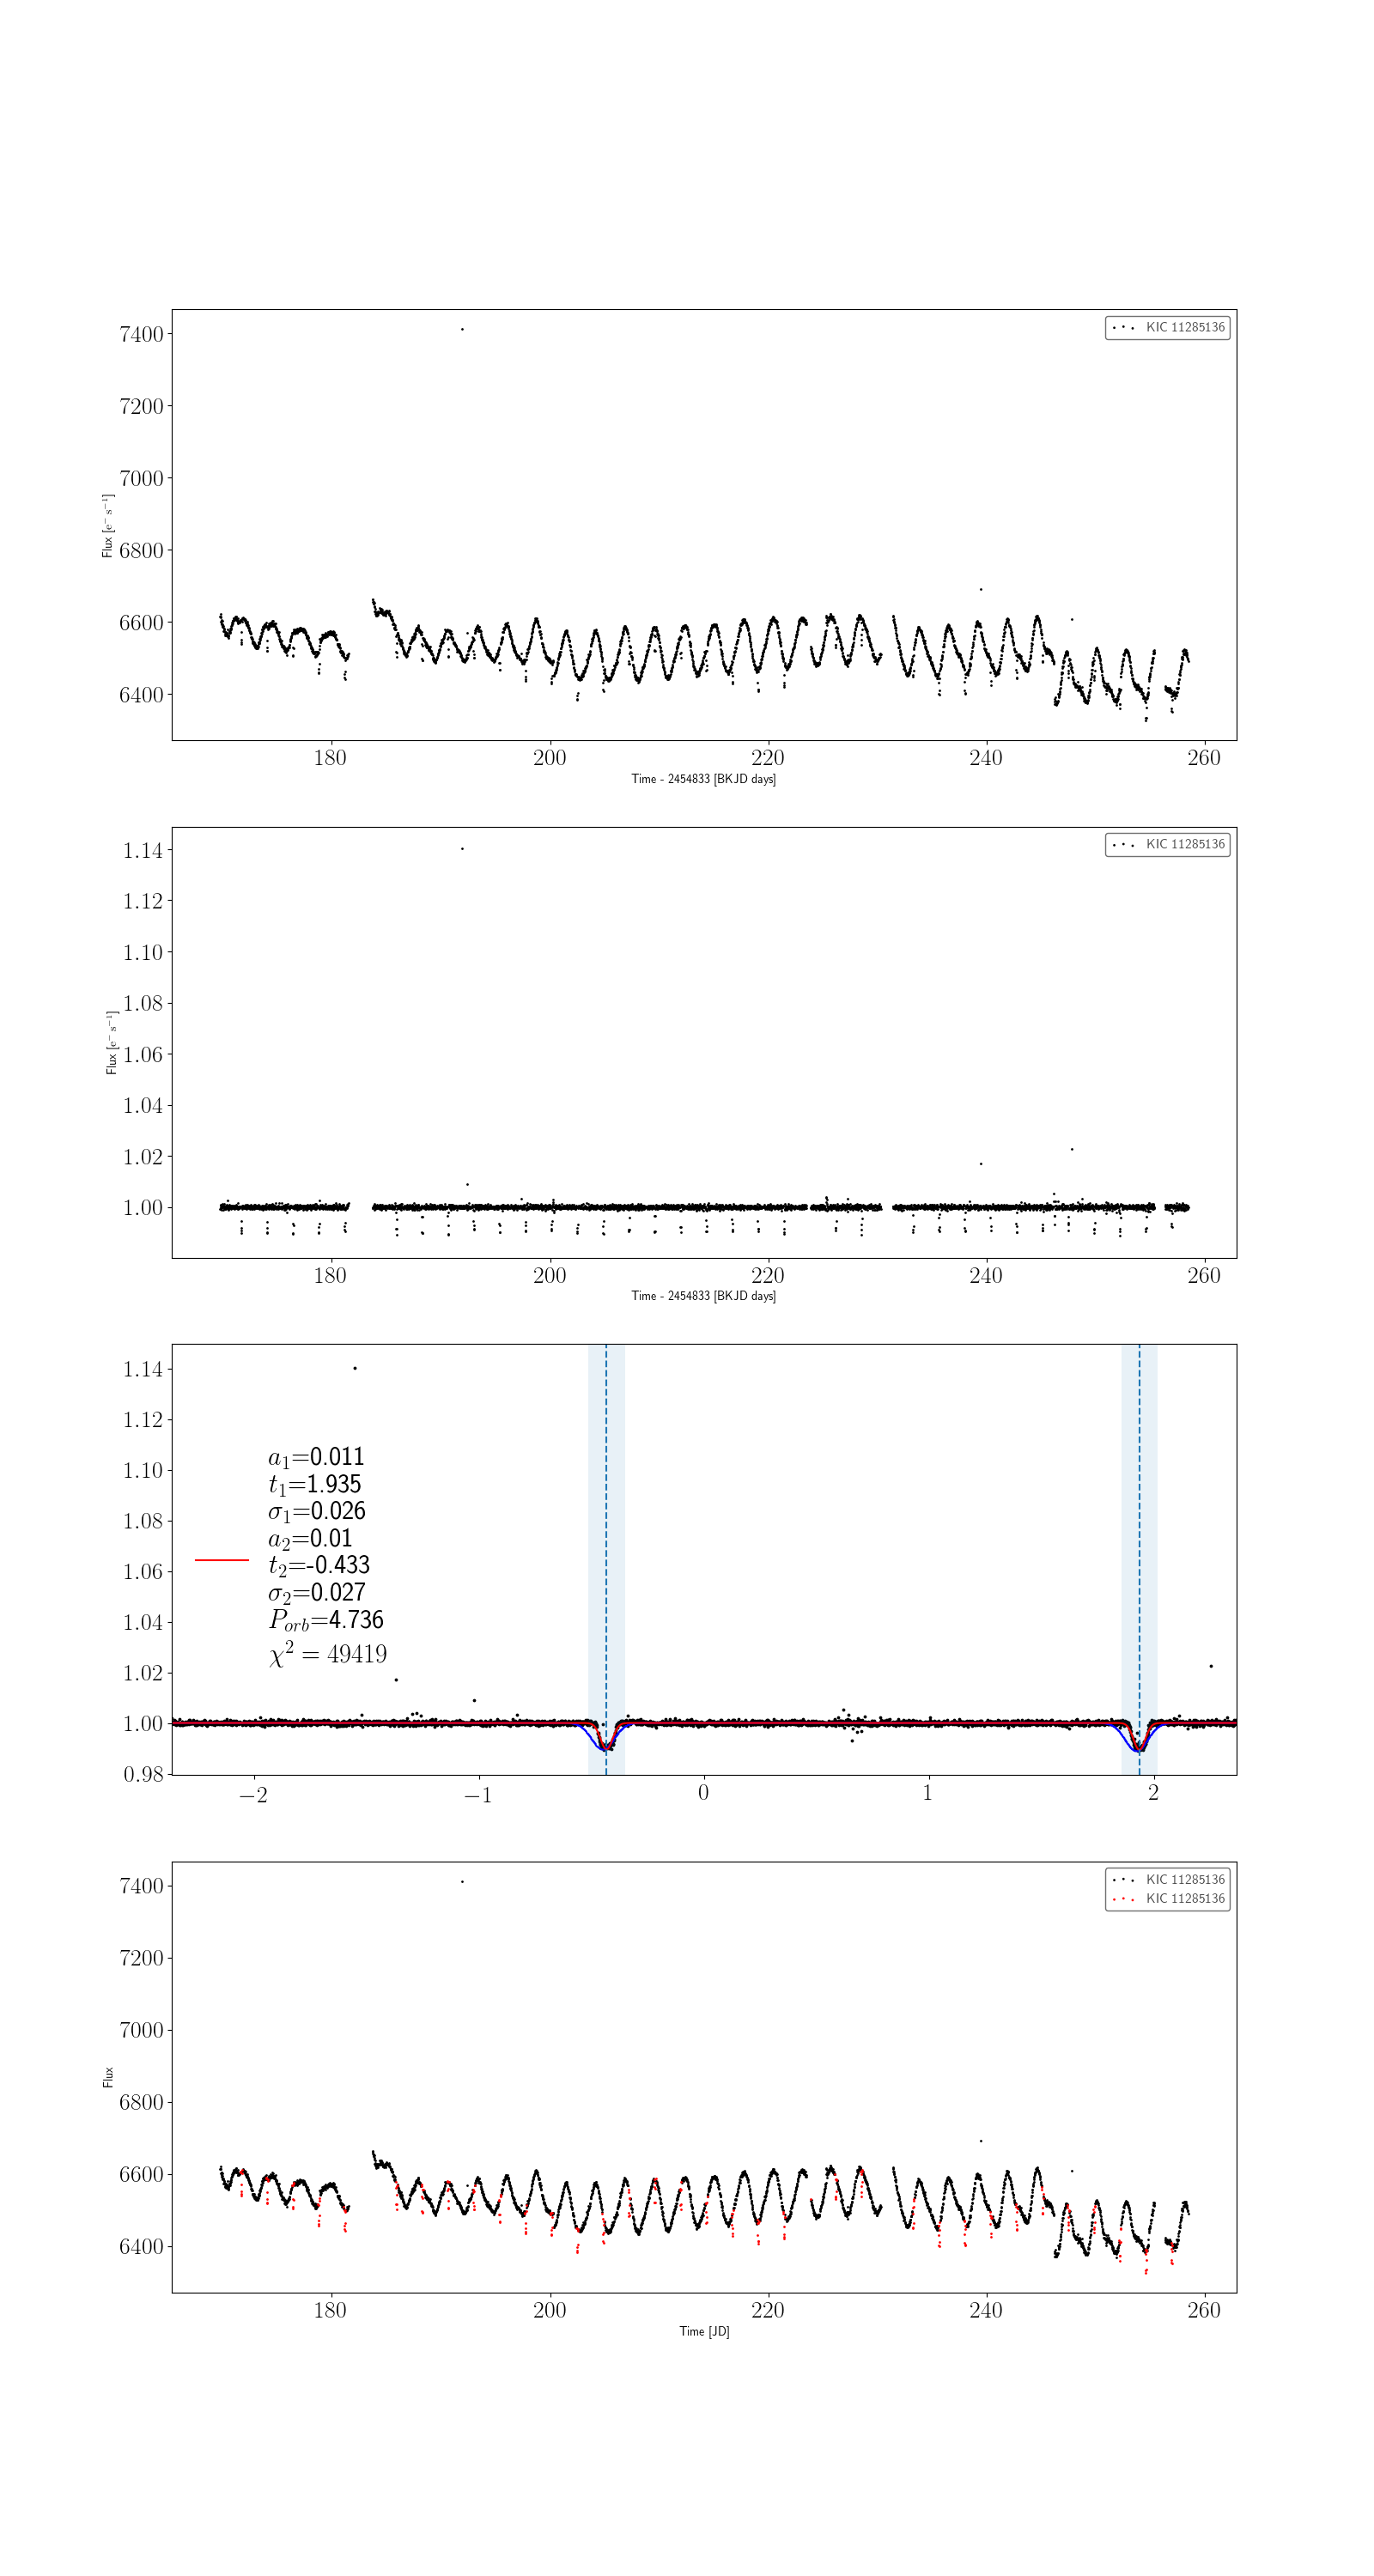 KIC 11285136
7400
7200
7000
6800
6600
6400
Flux [e⁻ s⁻¹]
180 200 220 240 260
Time - 2454833 [BKJD days]
KIC 11285136
1.14
1.12
1.10
1.08
1.06
1.04
1.02
1.00
Flux [e⁻ s⁻¹]
180 200 220 240 260
Time - 2454833 [BKJD days]
1.14
1.12
1.10
1.08
1.06
1.04
1.02
1.00
0.98
a₁=0.011
t₁=1.935
σ₁=0.026
a₂=0.01
t₂=-0.433
σ₂=0.027
P_orb=4.736
χ² = 49419
−2 −1 0 1 2
KIC 11285136
KIC 11285136
7400
7200
7000
6800
6600
6400
Flux
180 200 220 240 260
Time [JD]